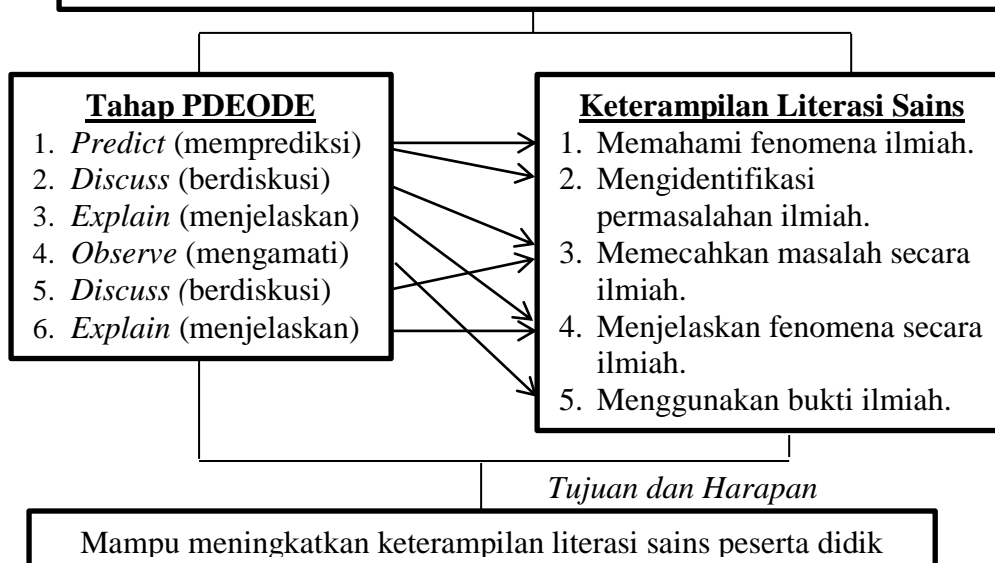 Tahap PDEODE
1. Predict (memprediksi)
2. Discuss (berdiskusi)
3. Explain (menjelaskan)
4. Observe (mengamati)
5. Discuss (berdiskusi)
6. Explain (menjelaskan)
Keterampilan Literasi Sains
1. Memahami fenomena ilmiah.
2. Mengidentifikasi
permasalahan ilmiah.
3. Memecahkan masalah secara
ilmiah.
4. Menjelaskan fenomena secara
ilmiah.
5. Menggunakan bukti ilmiah.
Tujuan dan Harapan
Mampu meningkatkan keterampilan literasi sains peserta didik